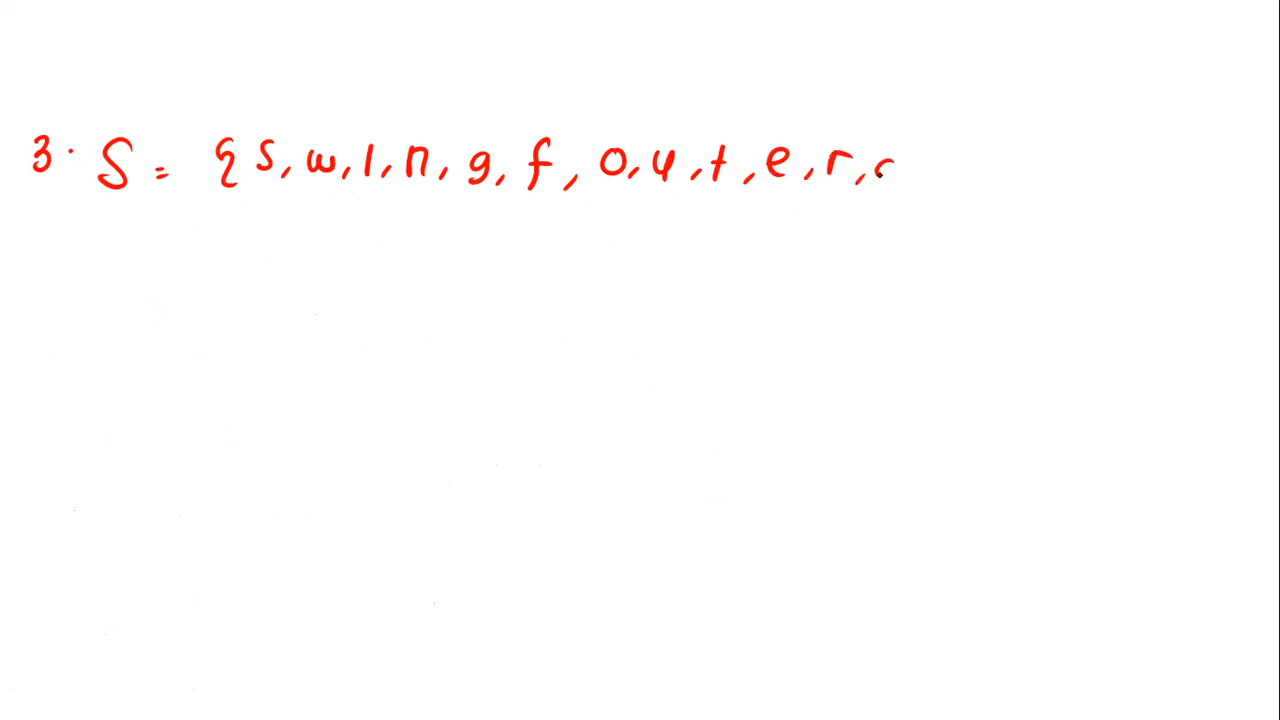 3. S = {s, w, l, n, g, f, o, u, t, e, r, c